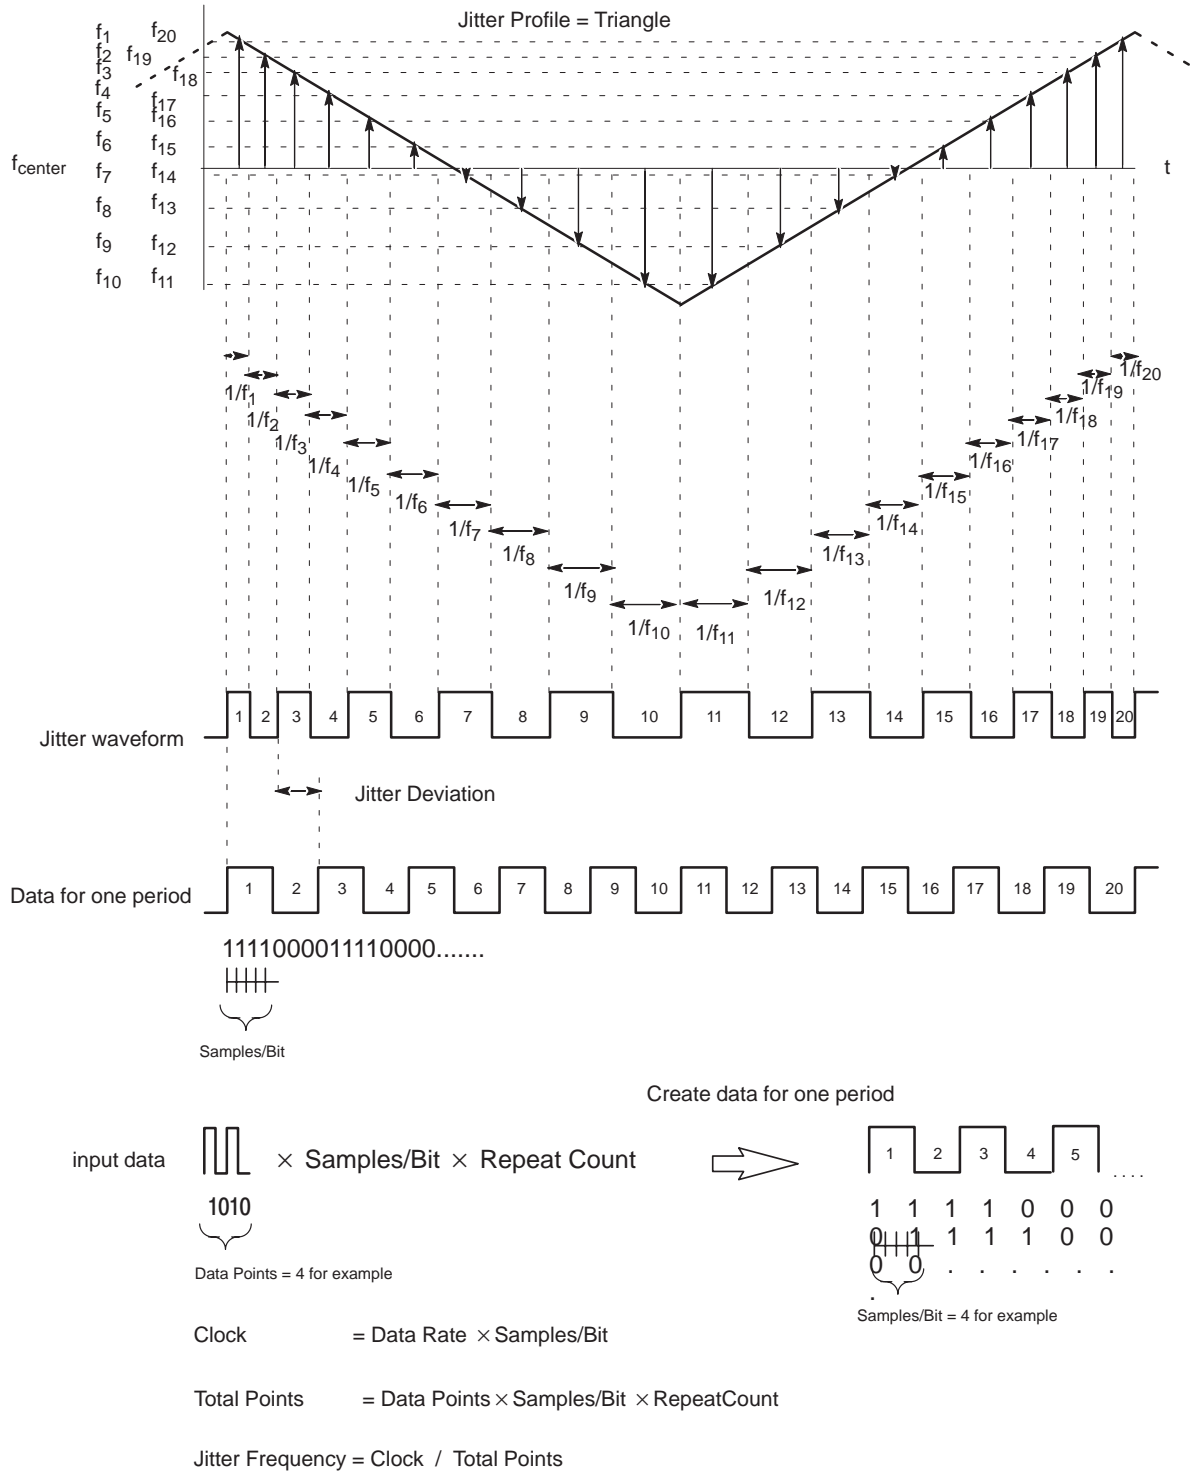 Jitter Profile = Triangle
f1 f20
f2 f19
f3 f18
f4 f17
f5 f16
f6 f15
fcenter t
f7 f14
f8 f13
f9 f12
f10 f11
1/f1
1/f2
1/f3
1/f4
1/f5
1/f6
1/f7
1/f8
1/f9
1/f10
1/f11
1/f12
1/f13
1/f14
1/f15
1/f16
1/f17
1/f18
1/f19
1/f20
Jitter waveform 1 2 3 4 5 6 7 8 9 10 11 12 13 14 15 16 17 18 19 20
Jitter Deviation
Data for one period 1 2 3 4 5 6 7 8 9 10 11 12 13 14 15 16 17 18 19 20
1111000011110000.......
Samples/Bit
Create data for one period
input data × Samples/Bit × Repeat Count 1 2 3 4 5 ....
1010
1 1 1 1 0 0 0
0 1 1 1 1 0 0
0 0 . . . . . .
.
Data Points = 4 for example
Samples/Bit = 4 for example
Clock = Data Rate × Samples/Bit
Total Points = Data Points × Samples/Bit × RepeatCount
Jitter Frequency = Clock / Total Points